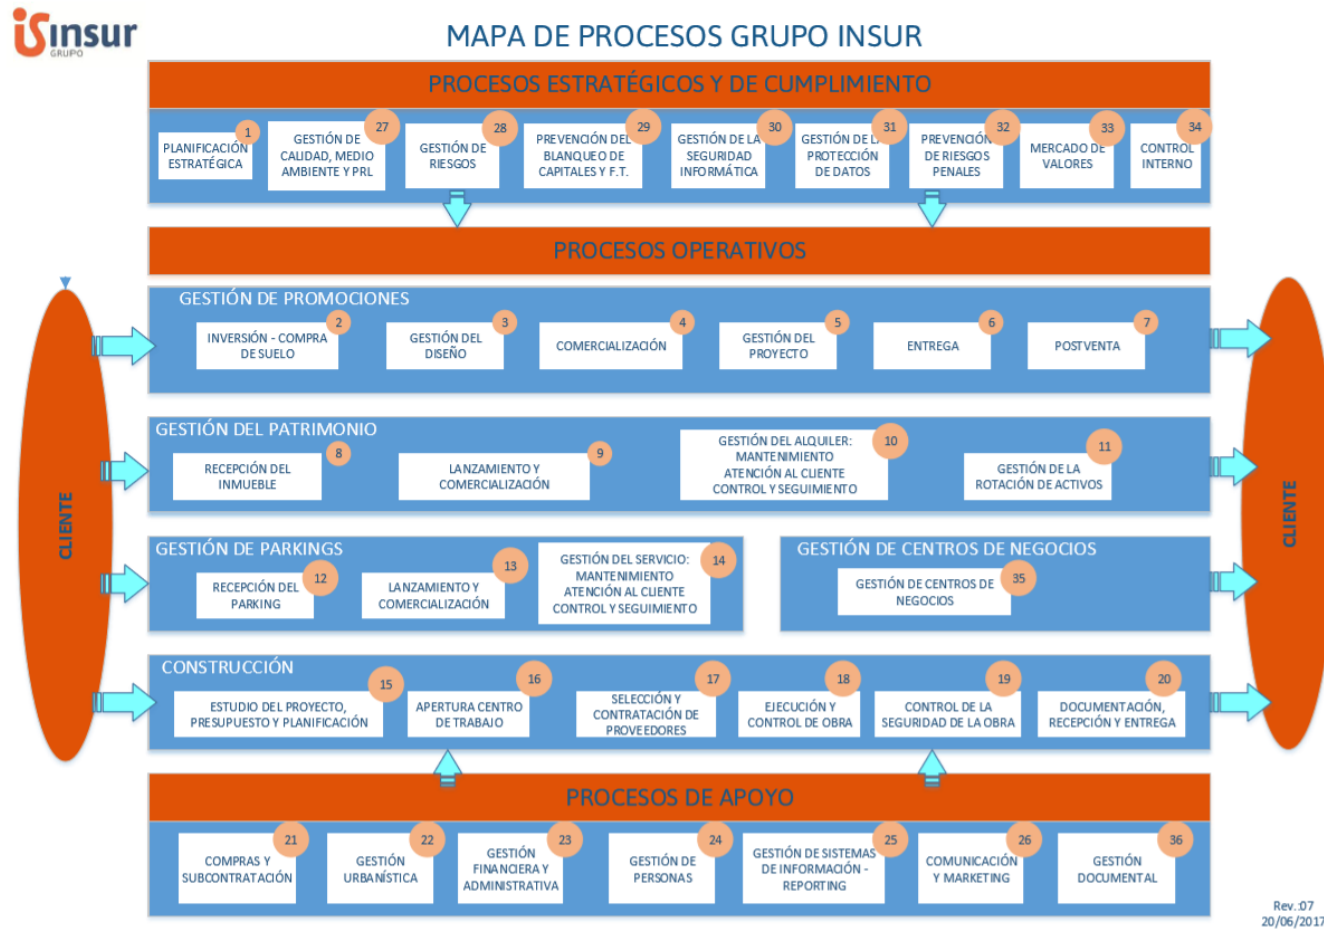 insur
GRUPO
MAPA DE PROCESOS GRUPO INSUR
PROCESOS ESTRATÉGICOS Y DE CUMPLIMIENTO
1
PLANIFICACIÓN
ESTRATÉGICA
27
GESTIÓN DE
CALIDAD, MEDIO
AMBIENTE Y PRL
28
GESTIÓN DE
RIESGOS
29
PREVENCIÓN DEL
BLANQUEO DE
CAPITALES Y F.T.
30
GESTIÓN DE LA
SEGURIDAD
INFORMÁTICA
31
GESTIÓN DE LA
PROTECCIÓN
DE DATOS
32
PREVENCIÓN
DE RIESGOS
PENALES
33
MERCADO DE
VALORES
34
CONTROL
INTERNO
PROCESOS OPERATIVOS
CLIENTE
GESTIÓN DE PROMOCIONES
2
INVERSIÓN - COMPRA
DE SUELO
3
GESTIÓN DEL
DISEÑO
4
COMERCIALIZACIÓN
5
GESTIÓN DEL
PROYECTO
6
ENTREGA
7
POSTVENTA
GESTIÓN DEL PATRIMONIO
8
RECEPCIÓN DEL
INMUEBLE
9
LANZAMIENTO Y
COMERCIALIZACIÓN
10
GESTIÓN DEL ALQUILER:
MANTENIMIENTO
ATENCIÓN AL CLIENTE
CONTROL Y SEGUIMIENTO
11
GESTIÓN DE LA
ROTACIÓN DE ACTIVOS
GESTIÓN DE PARKINGS
12
RECEPCIÓN DEL
PARKING
13
LANZAMIENTO Y
COMERCIALIZACIÓN
14
GESTIÓN DEL SERVICIO:
MANTENIMIENTO
ATENCIÓN AL CLIENTE
CONTROL Y SEGUIMIENTO
GESTIÓN DE CENTROS DE NEGOCIOS
35
GESTIÓN DE CENTROS DE
NEGOCIOS
CONSTRUCCIÓN
15
ESTUDIO DEL PROYECTO,
PRESUPUESTO Y PLANIFICACIÓN
16
APERTURA CENTRO
DE TRABAJO
17
SELECCIÓN Y
CONTRATACIÓN DE
PROVEEDORES
18
EJECUCIÓN Y
CONTROL DE OBRA
19
CONTROL DE LA
SEGURIDAD DE LA OBRA
20
DOCUMENTACIÓN,
RECEPCIÓN Y ENTREGA
CLIENTE
PROCESOS DE APOYO
21
COMPRAS Y
SUBCONTRATACIÓN
22
GESTIÓN
URBANÍSTICA
23
GESTIÓN
FINANCIERA Y
ADMINISTRATIVA
24
GESTIÓN DE
PERSONAS
25
GESTIÓN DE SISTEMAS
DE INFORMACIÓN -
REPORTING
26
COMUNICACIÓN
Y MARKETING
36
GESTIÓN
DOCUMENTAL
Rev.:07
20/06/2017